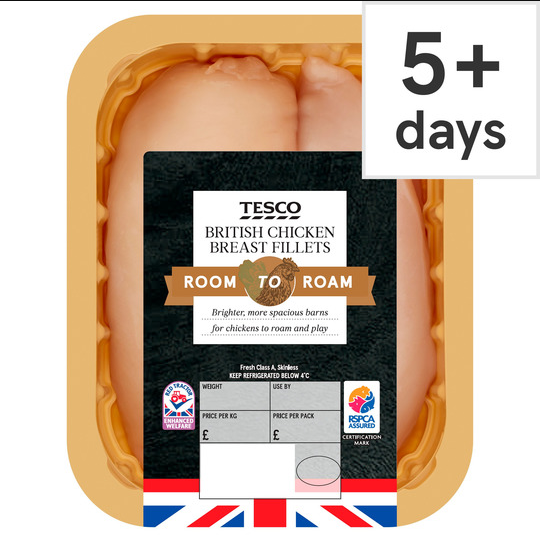 5+
days
TESCO
BRITISH CHICKEN
BREAST FILLETS
ROOM TO ROAM
Brighter, more spacious barns
for chickens to roam and play
Fresh Class A, Skinless
KEEP REFRIGERATED BELOW 4°C
WEIGHT
USE BY
PRICE PER KG
£
PRICE PER PACK
£
RED TRACTOR
ENHANCED
WELFARE
RSPCA
ASSURED
CERTIFICATION
MARK